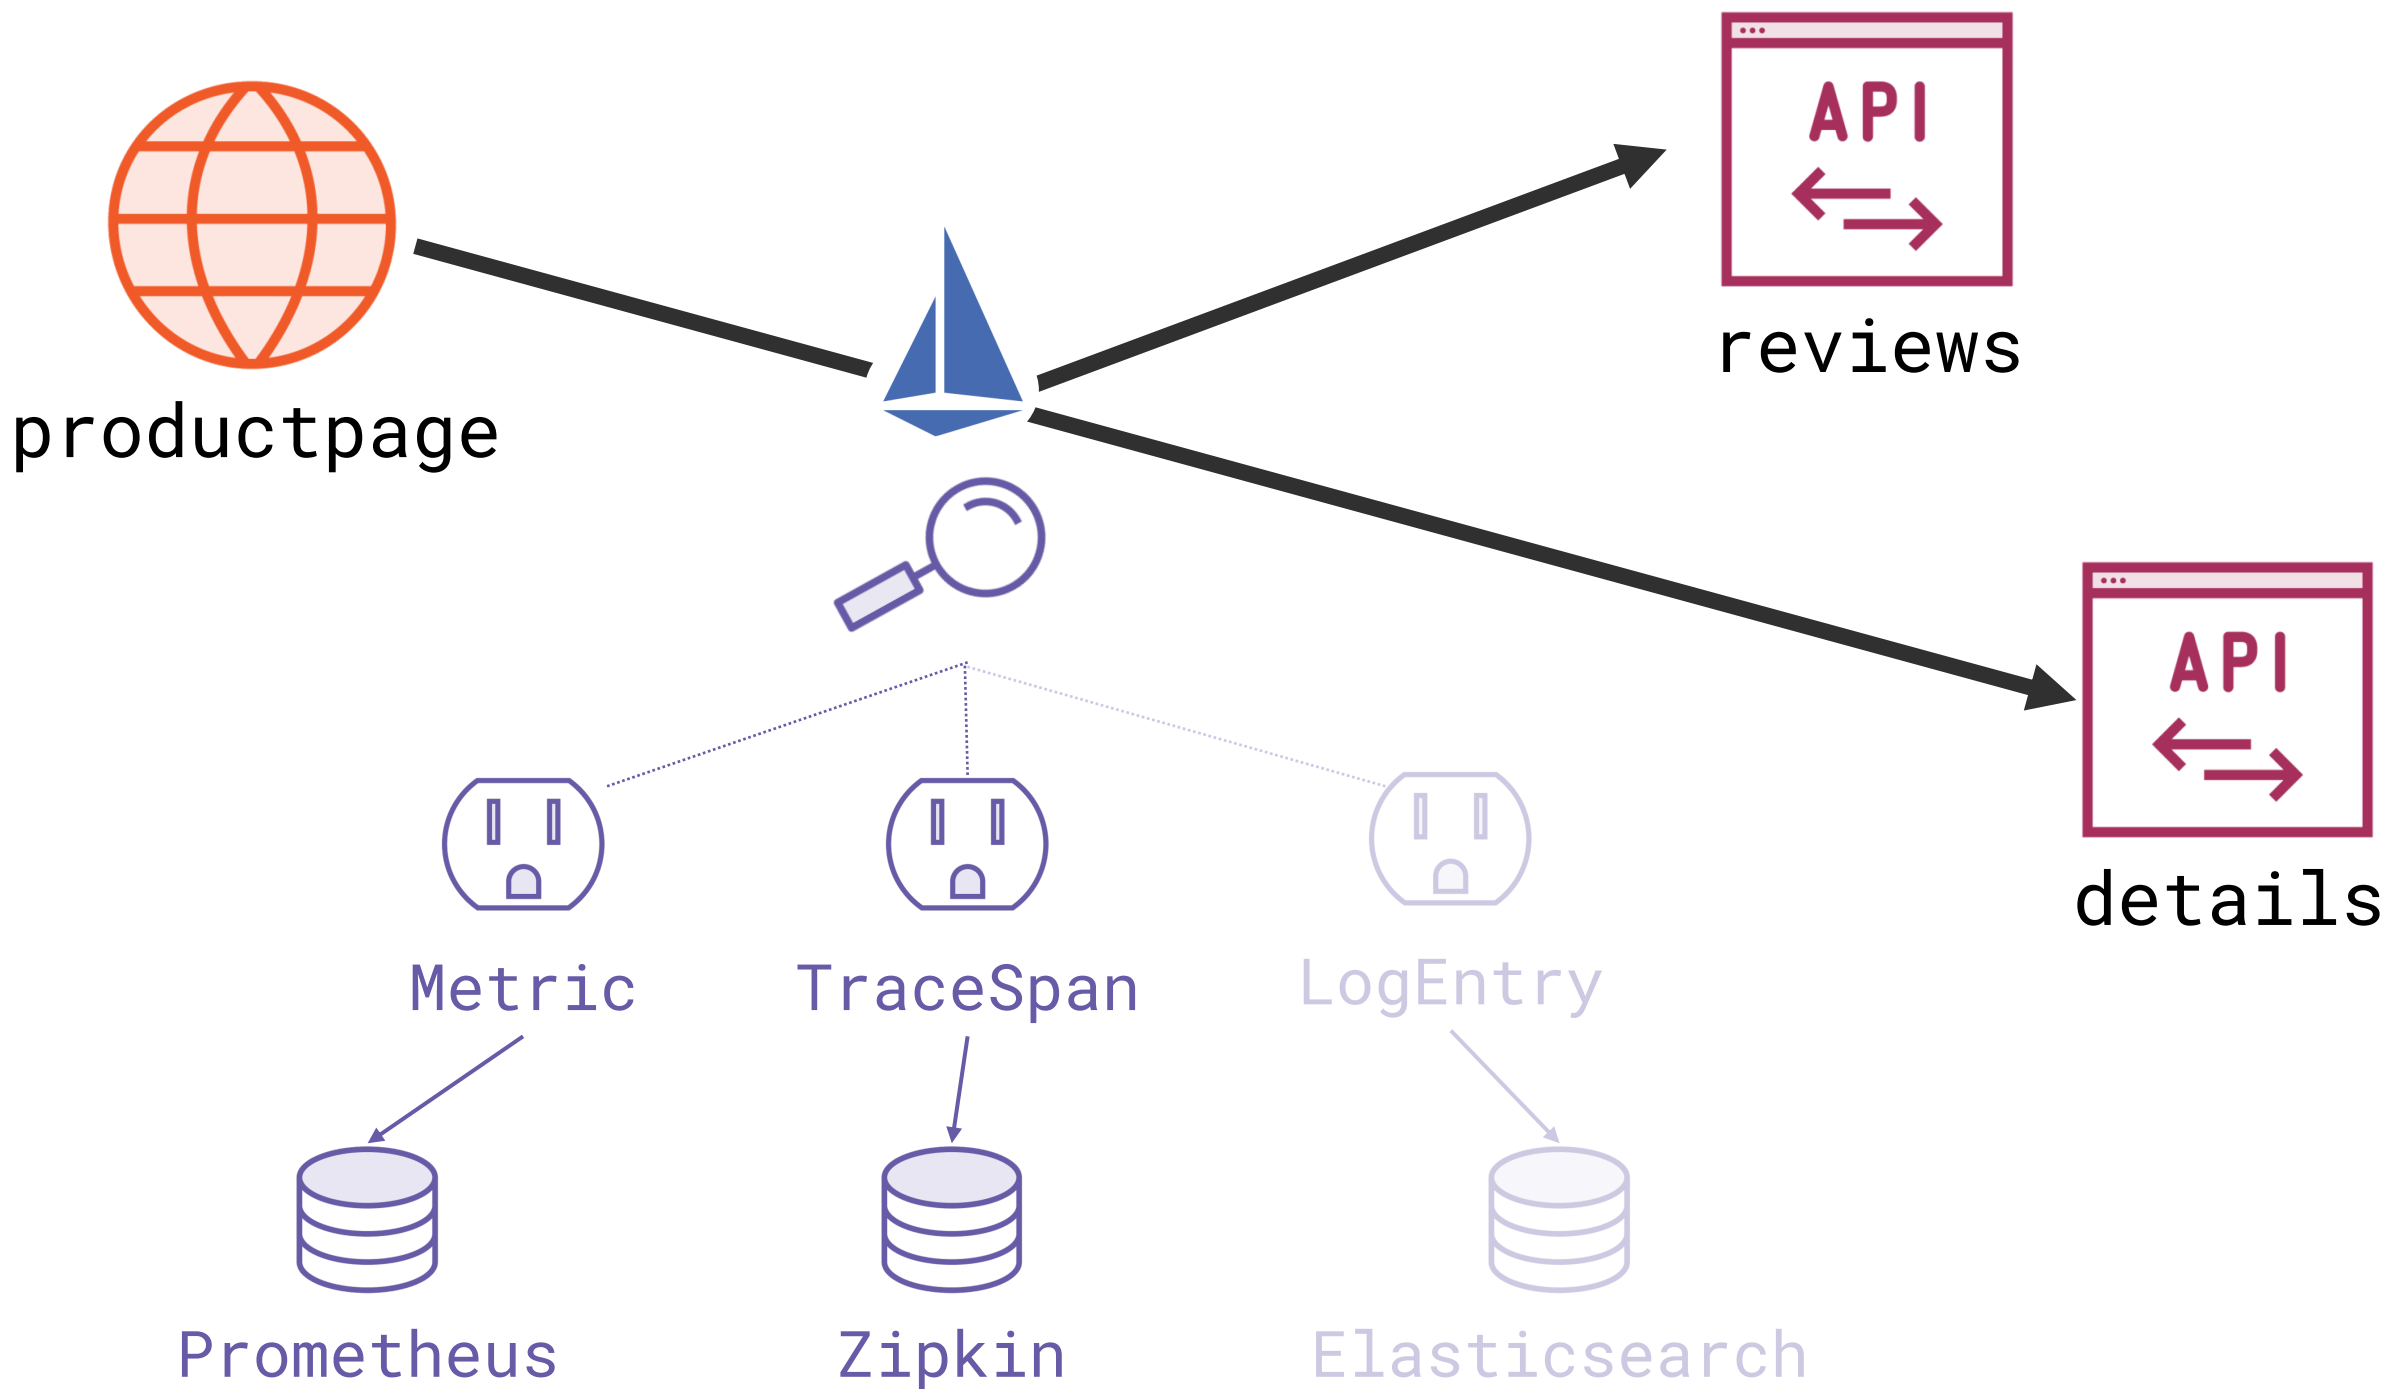 API
reviews
productpage
API
details
Metric
TraceSpan
LogEntry
Prometheus
Zipkin
Elasticsearch